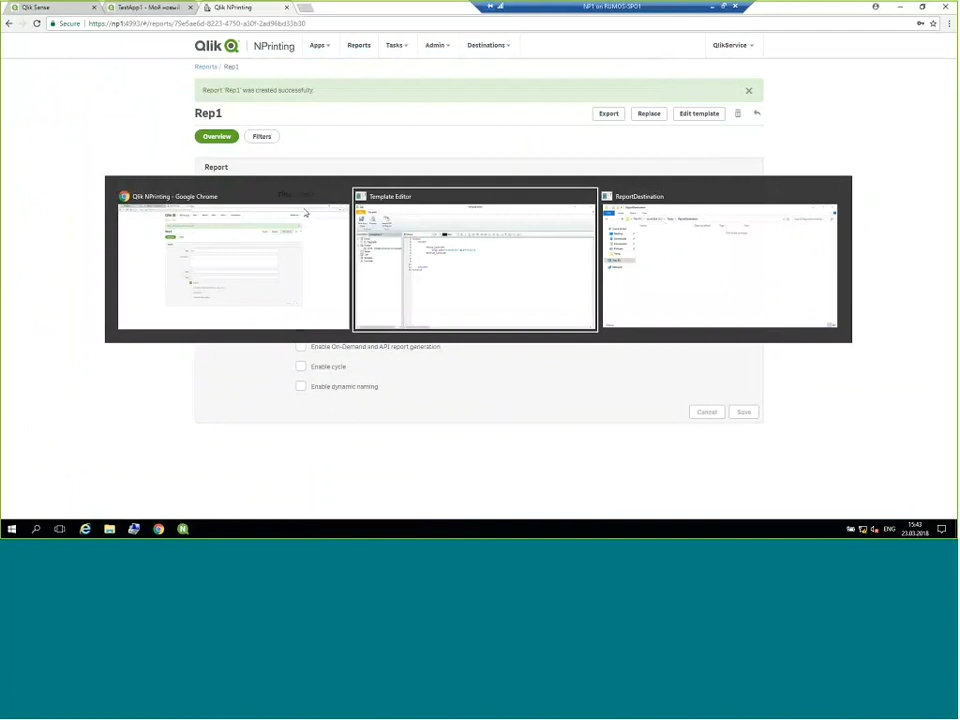 Qlik Sense
TestApp1 - Мой новый
Qlik NPrinting
NP1 on RUMOS-SP01
Secure
https://np1:4993/#/reports/79e5ae6d-8223-4750-a30f-2ad96bd33b30
Qlik NPrinting
Apps
Reports
Tasks
Admin
Destinations
QlikService
Reports / Rep1
Report 'Rep1' was created successfully.
Rep1
Export
Replace
Edit template
Overview
Filters
Report
Qlik NPrinting - Google Chrome
Template Editor
ReportDestination
Enable On-Demand and API report generation
Enable cycle
Enable dynamic naming
Cancel
Save
ENG
15:43
23.03.2018